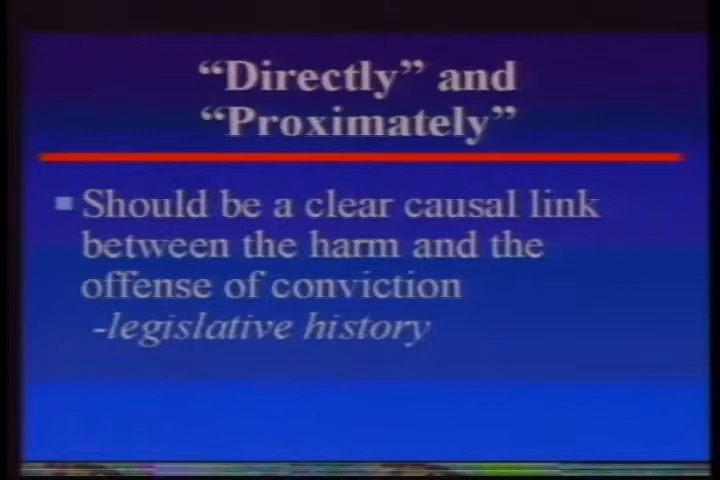 “Directly” and
“Proximately”
Should be a clear causal link
between the harm and the
offense of conviction
-legislative history